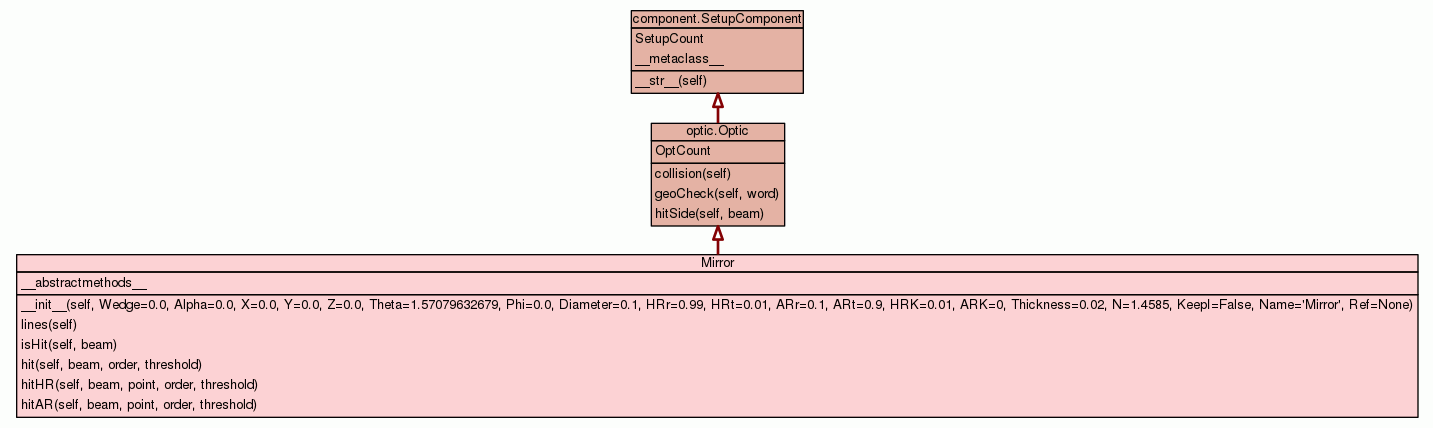 component.SetupComponent
SetupCount
__metaclass__
__str__(self)
optic.Optic
OptCount
collision(self)
geoCheck(self, word)
hitSide(self, beam)
Mirror
__abstractmethods__
__init__(self, Wedge=0.0, Alpha=0.0, X=0.0, Y=0.0, Z=0.0, Theta=1.57079632679, Phi=0.0, Diameter=0.1, HRr=0.99, HRt=0.01, ARr=0.1, ARt=0.9, HRK=0.01, ARK=0, Thickness=0.02, N=1.4585, KeepI=False, Name='Mirror', Ref=None)
lines(self)
isHit(self, beam)
hit(self, beam, order, threshold)
hitHR(self, beam, point, order, threshold)
hitAR(self, beam, point, order, threshold)